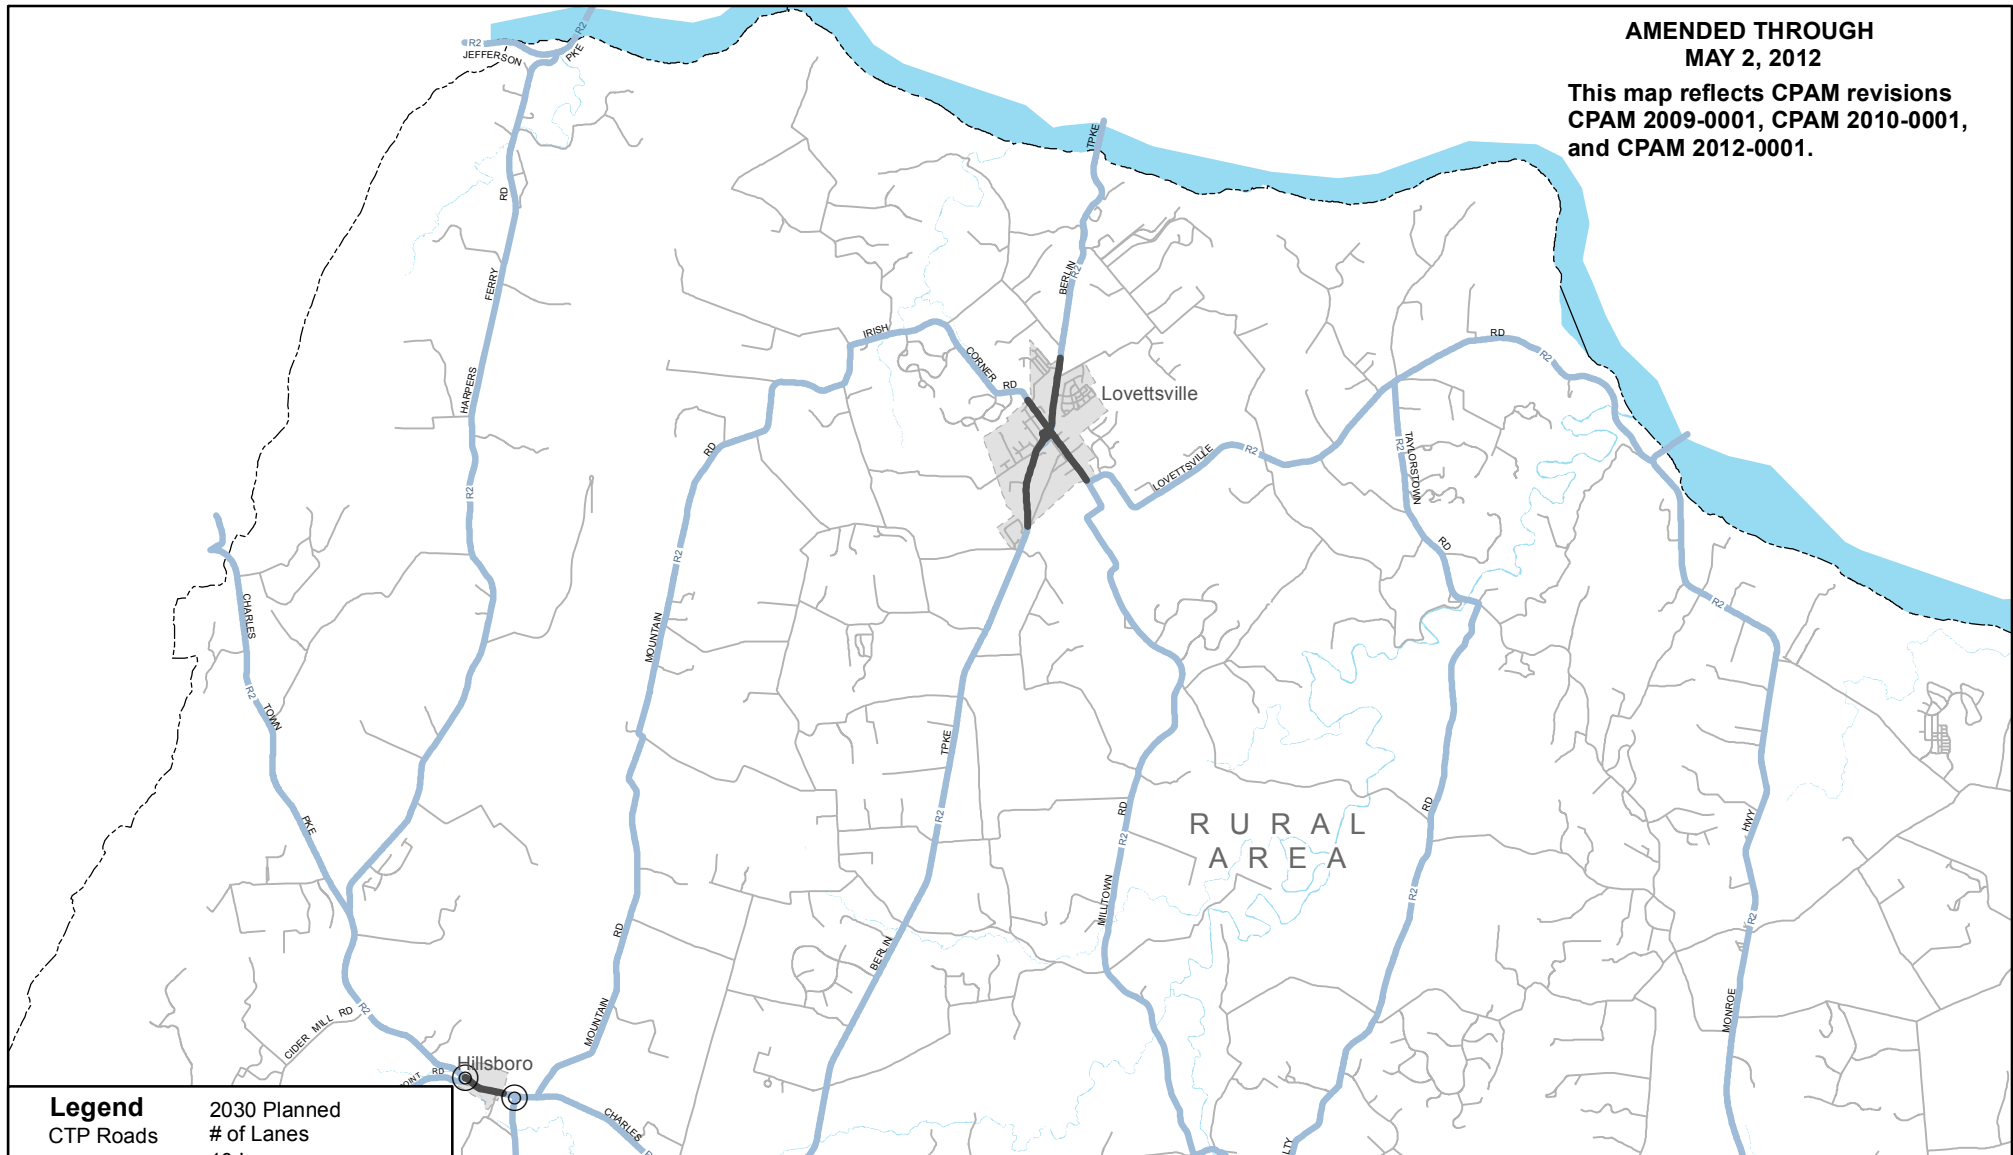 AMENDED THROUGH
MAY 2, 2012
This map reflects CPAM revisions
CPAM 2009-0001, CPAM 2010-0001,
and CPAM 2012-0001.
R2
R2
JEFFERSON
PKE
TPKE
RD
FERRY
HARPERS
R2
BERLIN
R2
IRISH
CORNER
RD
Lovettsville
RD
R2
LOVETTSVILLE
R2
R2
TAYLORSTOWN
RD
RD
R2
MOUNTAIN
CHARLES
R2
TOWN
PKE
R2
TPKE
R2
BERLIN
RD
R2
MILLTOWN
RURAL
AREA
RD
R2
HWY
R2
MONROE
RD
MOUNTAIN
CIDER MILL RD
R2
Hillsboro
RD
CHARLES
Legend
CTP Roads
2030 Planned
# of Lanes